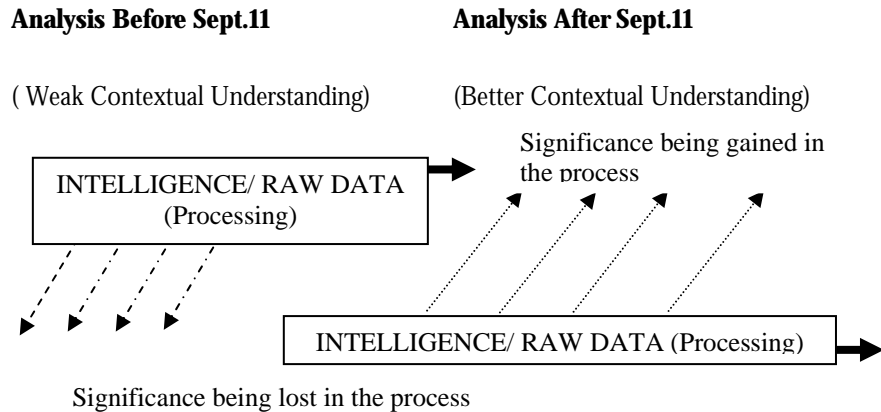 Analysis Before Sept.11
Analysis After Sept.11
( Weak Contextual Understanding)
(Better Contextual Understanding)
Significance being gained in
the process
INTELLIGENCE/ RAW DATA
(Processing)
INTELLIGENCE/ RAW DATA (Processing)
Significance being lost in the process